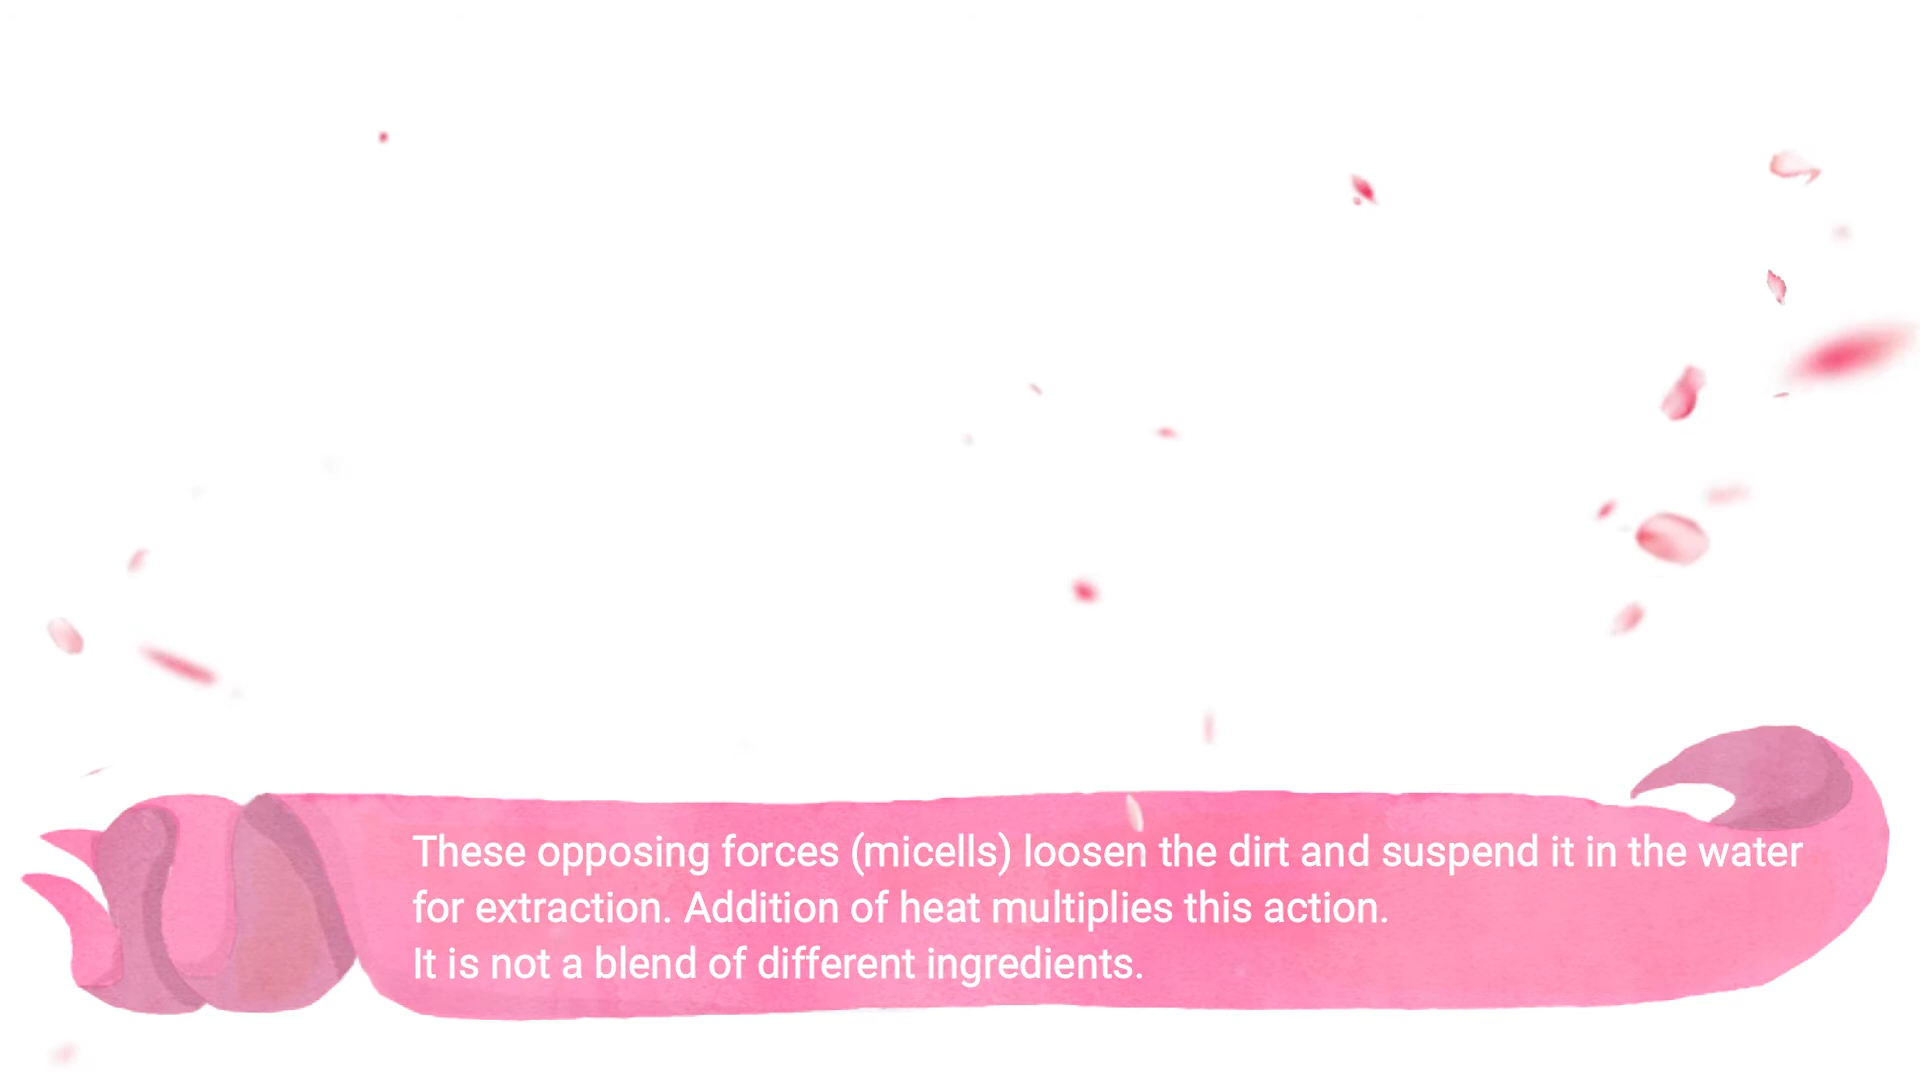 These opposing forces (micells) loosen the dirt and suspend it in the water
for extraction. Addition of heat multiplies this action.
It is not a blend of different ingredients.